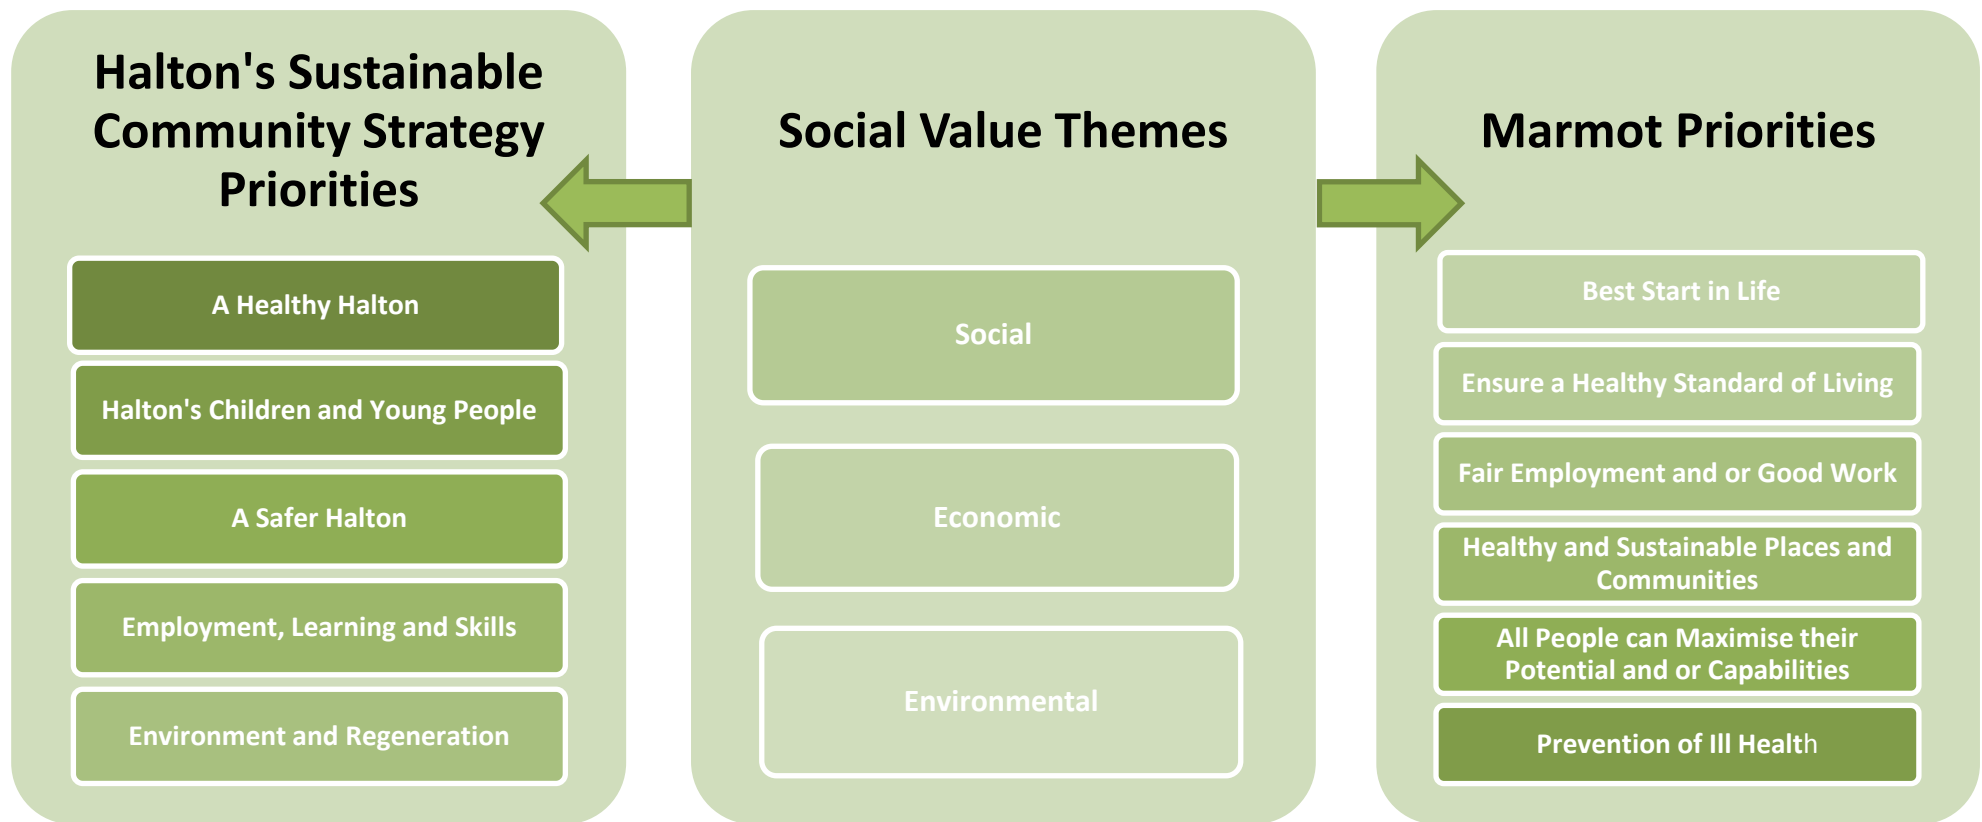 Halton's Sustainable
Community Strategy
Priorities
A Healthy Halton
Halton's Children and Young People
A Safer Halton
Employment, Learning and Skills
Environment and Regeneration
Social Value Themes
Social
Economic
Environmental
Marmot Priorities
Best Start in Life
Ensure a Healthy Standard of Living
Fair Employment and or Good Work
Healthy and Sustainable Places and
Communities
All People can Maximise their
Potential and or Capabilities
Prevention of Ill Health